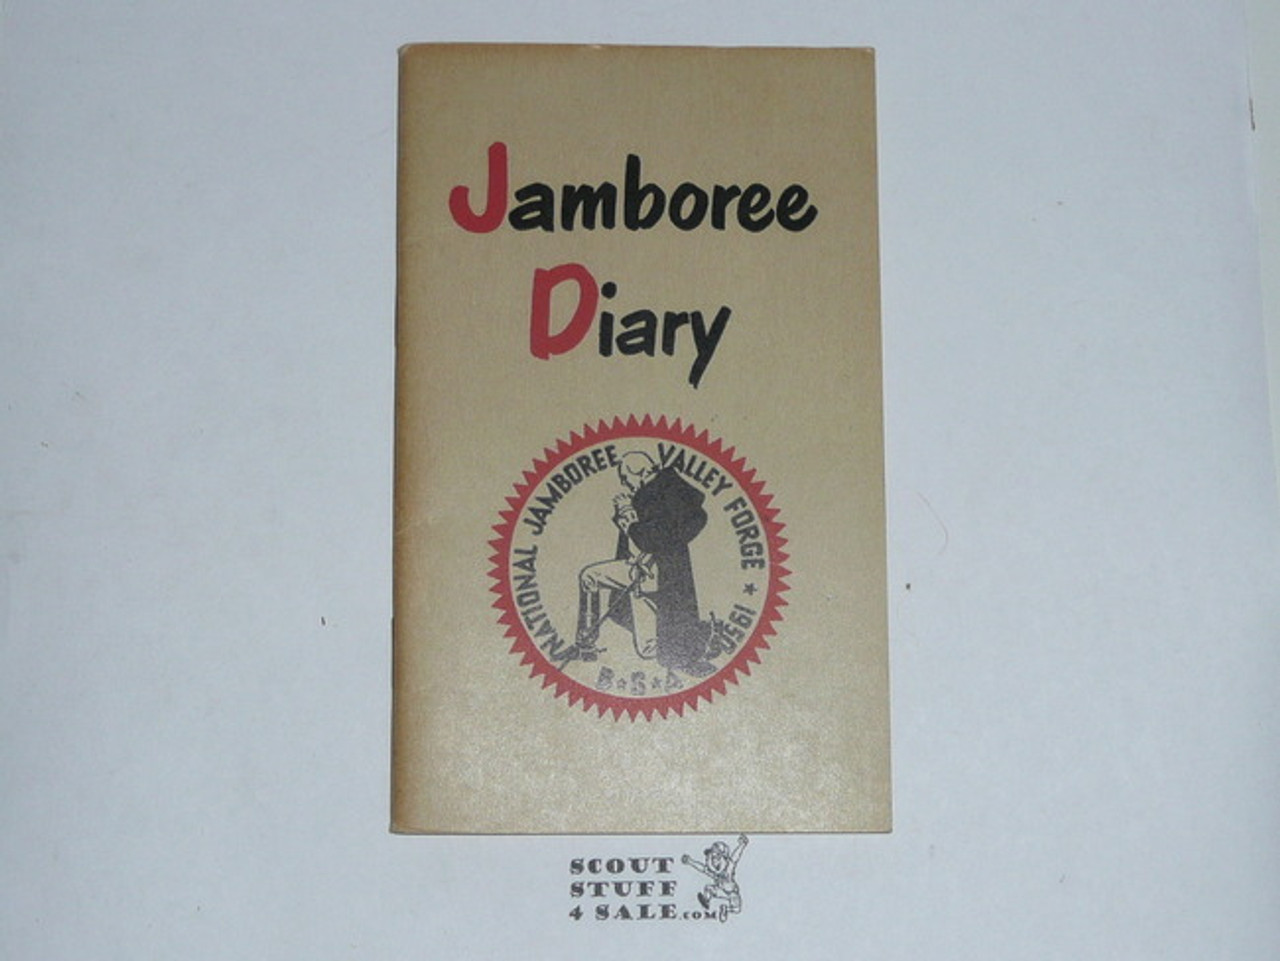 Jamboree
Diary
NATIONAL JAMBOREE VALLEY FORGE ★ 1950
B ★ S ★ A
SCOUT
STUFF
4 SALE.COM